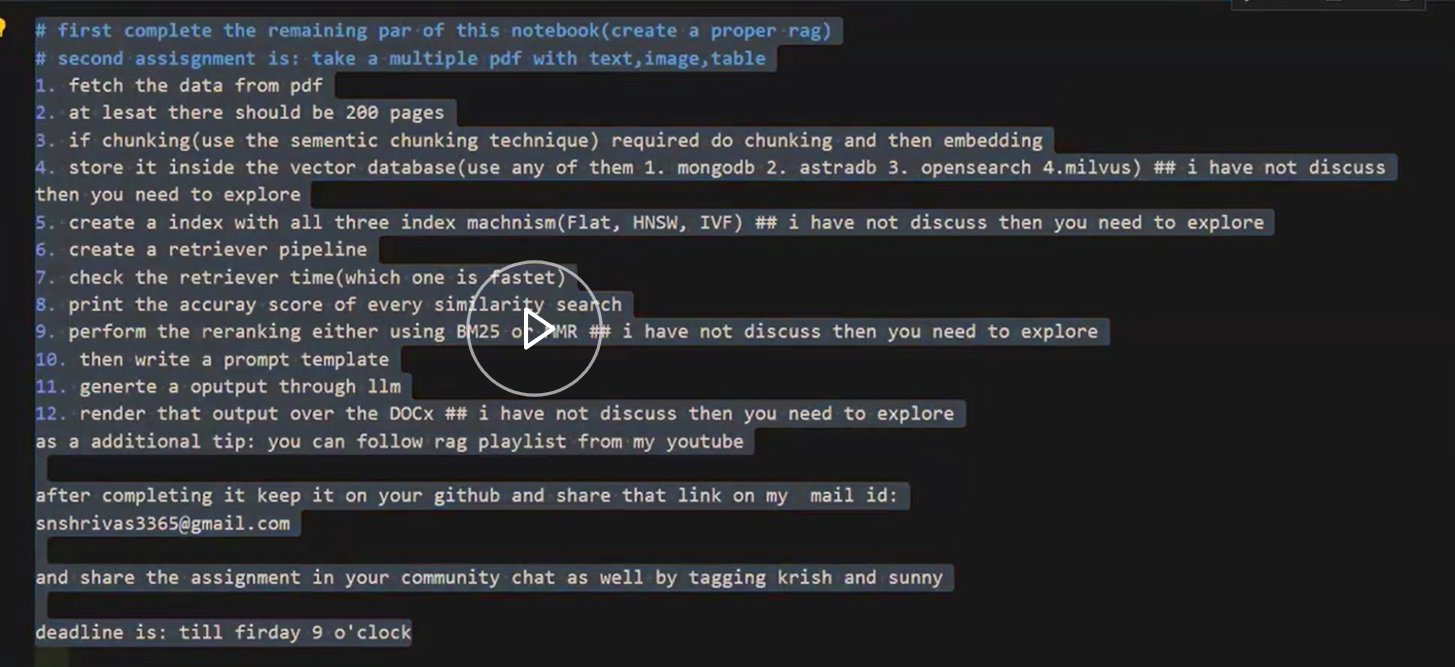 # first complete the remaining par of this notebook(create a proper rag)
# second assisgnment is: take a multiple pdf with text,image,table
1. fetch the data from pdf
2. at lesat there should be 200 pages
3. if chunking(use the sementic chunking technique) required do chunking and then embedding
4. store it inside the vector database(use any of them 1. mongodb 2. astradb 3. opensearch 4.milvus) ## i have not discuss
then you need to explore
5. create a index with all three index machnism(Flat, HNSW, IVF) ## i have not discuss then you need to explore
6. create a retriever pipeline
7. check the retriever time(which one is fastet)
8. print the accuray score of every similarity search
9. perform the reranking either using BM25 or MMR ## i have not discuss then you need to explore
10. then write a prompt template
11. generte a oputput through llm
12. render that output over the DOCx ## i have not discuss then you need to explore
as a additional tip: you can follow rag playlist from my youtube
after completing it keep it on your github and share that link on my  mail id:
snshrivas3365@gmail.com
and share the assignment in your community chat as well by tagging krish and sunny
deadline is: till firday 9 o'clock